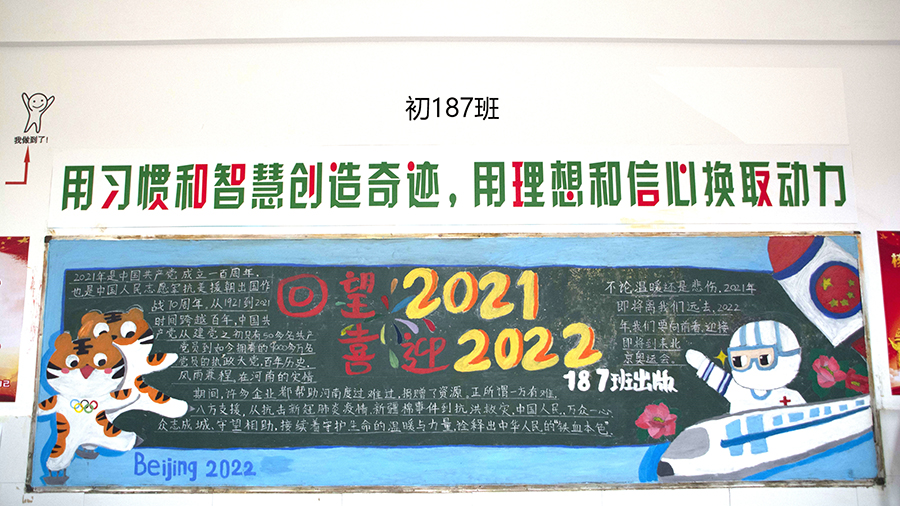 初187班
我做到了!
用习惯和智慧创造奇迹,用理想和信心换取动力
2021年是中国共产党成立一百周年,
也是中国人民志愿军抗美援朝出国作
战70周年,从1921到2021
时间跨越百年,中国共
产党从建党之初只有50多名共产
党员到如今拥有的9000多万名
党员的执政大党,百年历史,
风雨兼程,在河南的灾情
期间,许多企业都帮助河南度过难过,捐赠了资源,正所谓一方有难,
八方支援,从抗击新冠肺炎疫情,新疆棉事件到抗洪救灾,中国人民,万众一心,
众志成城,守望相助,接续着守护生命的温暖与力量,诠释出中华人民的"铁血本色".
回望2021
喜迎2022
187班出版
不论温暖还是悲伤,2021年
即将离我们远去,2022
年我们要向前看,迎接
即将到来北
京奥运会
Beijing 2022